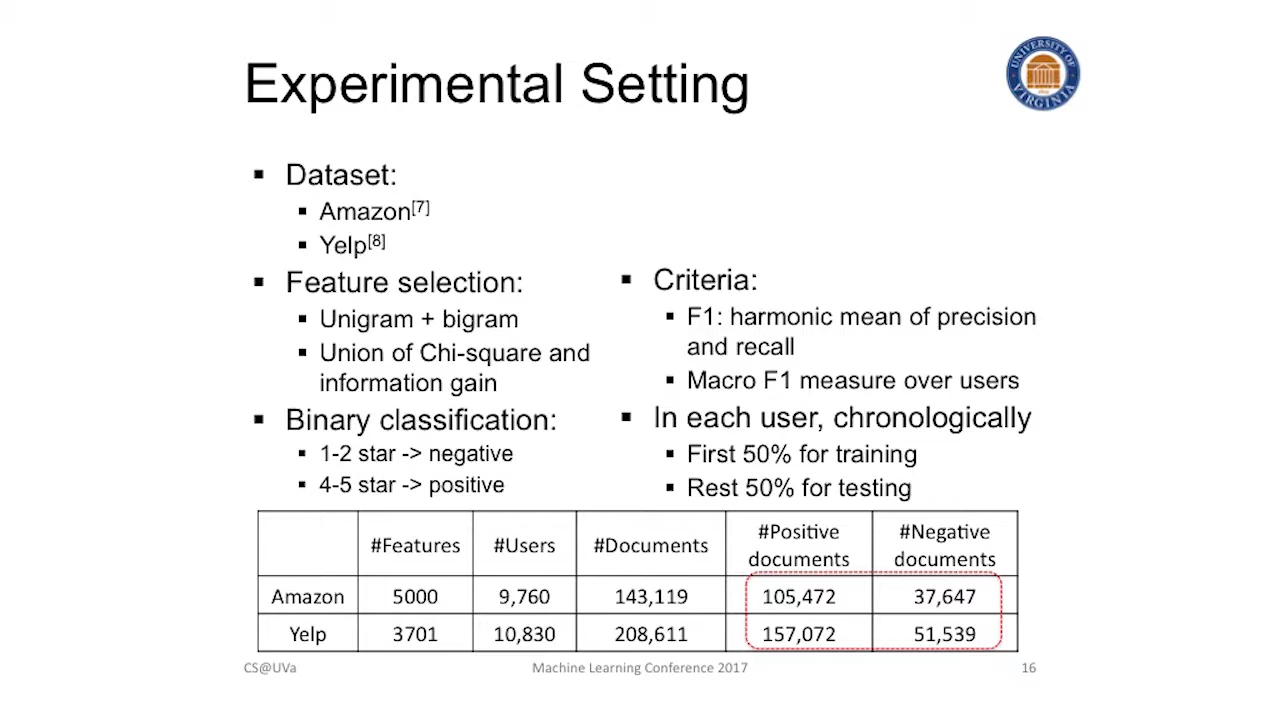 Experimental Setting
UNIVERSITY OF
VIRGINIA
▪ Dataset:
▪ Amazon[7]
▪ Yelp[8]
▪ Feature selection:
▪ Unigram + bigram
▪ Union of Chi-square and
information gain
▪ Binary classification:
▪ 1-2 star -> negative
▪ 4-5 star -> positive
▪ Criteria:
▪ F1: harmonic mean of precision
and recall
▪ Macro F1 measure over users
▪ In each user, chronologically
▪ First 50% for training
▪ Rest 50% for testing
#Features #Users #Documents #Positive documents #Negative documents
Amazon 5000 9,760 143,119 105,472 37,647
Yelp 3701 10,830 208,611 157,072 51,539
CS@UVa Machine Learning Conference 2017 16